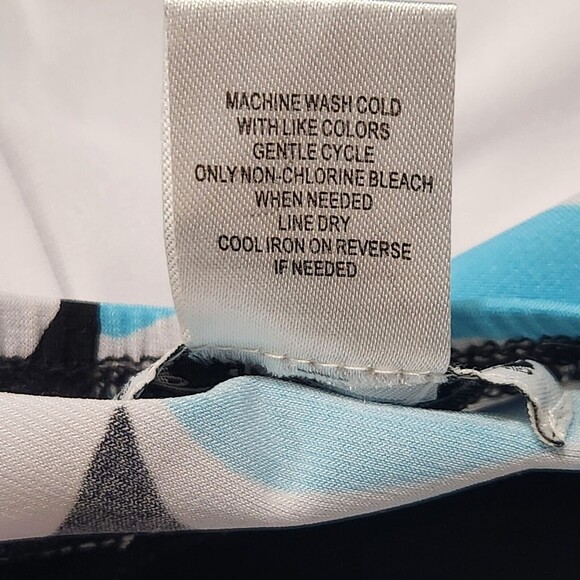 MACHINE WASH COLD
WITH LIKE COLORS
GENTLE CYCLE
ONLY NON-CHLORINE BLEACH
WHEN NEEDED
LINE DRY
COOL IRON ON REVERSE
IF NEEDED